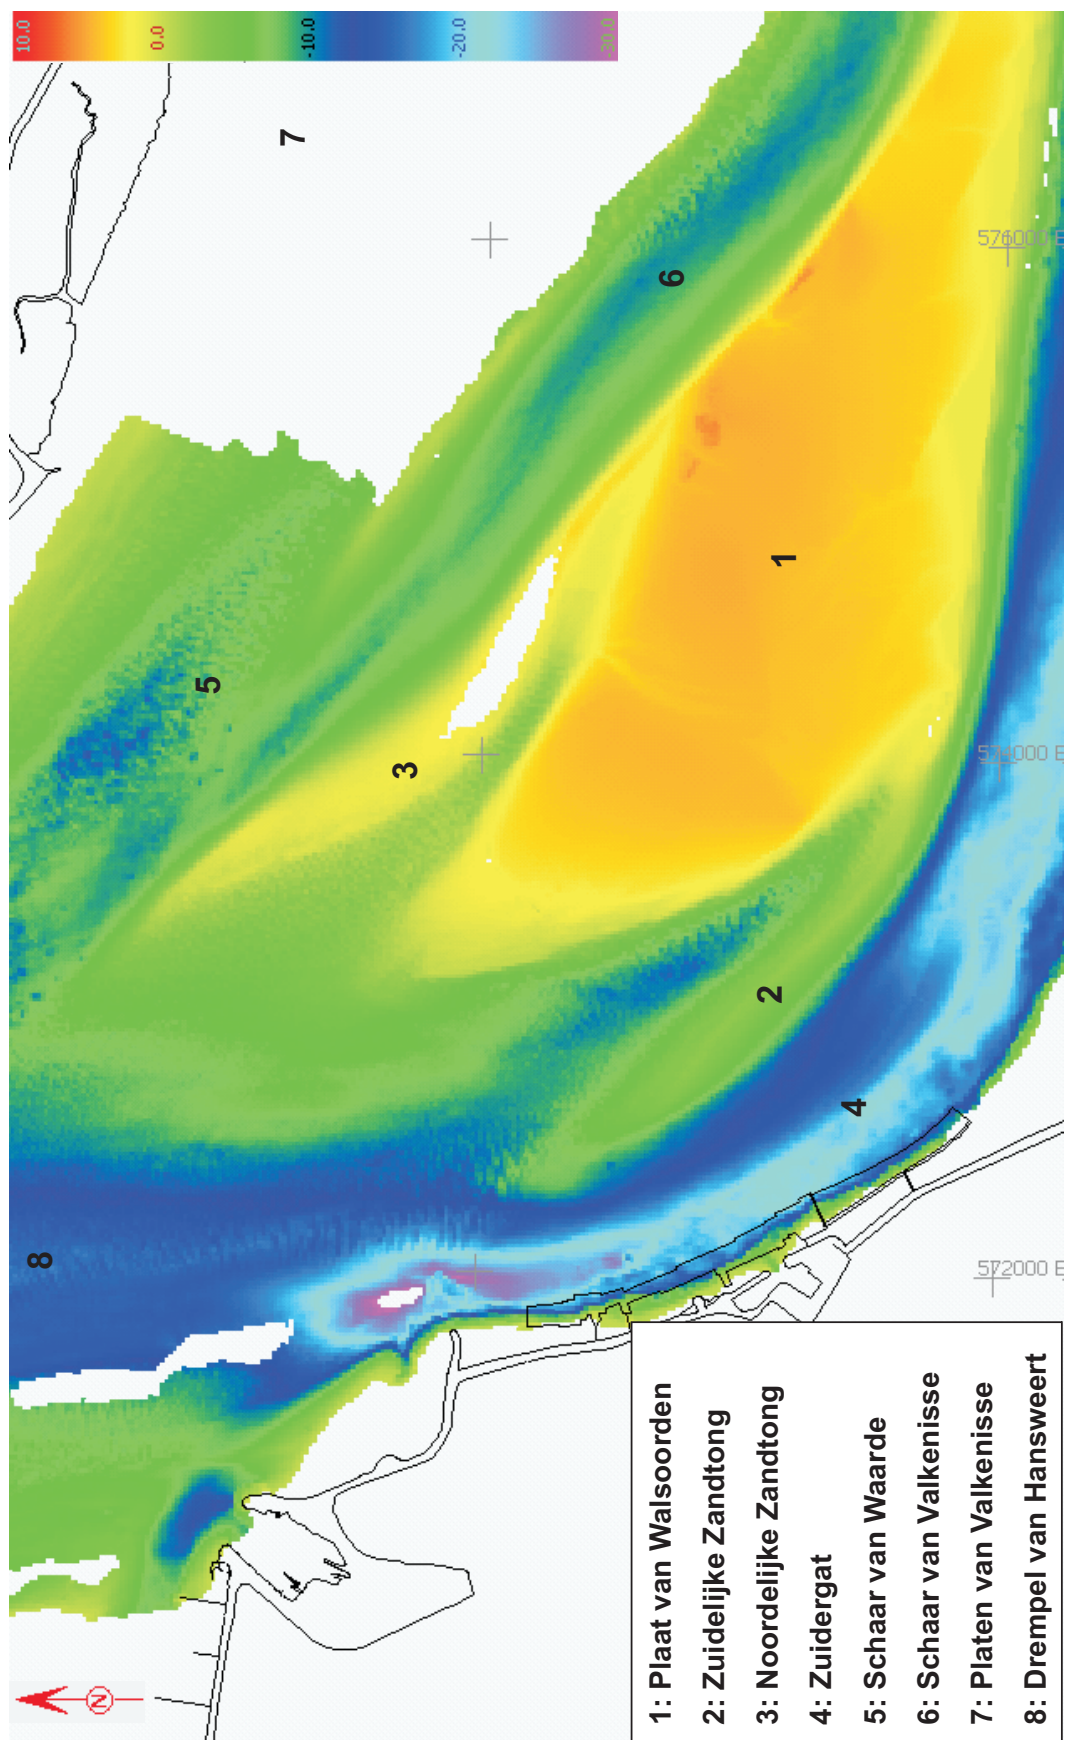 10.0
0.0
-10.0
-20.0
-30.0
7
576000 E
6
1
5
3
574000 E
2
4
8
572000 E
1: Plaat van Walsoorden
2: Zuidelijke Zandtong
3: Noordelijke Zandtong
4: Zuidergat
5: Schaar van Waarde
6: Schaar van Valkenisse
7: Platen van Valkenisse
8: Drempel van Hansweert
N